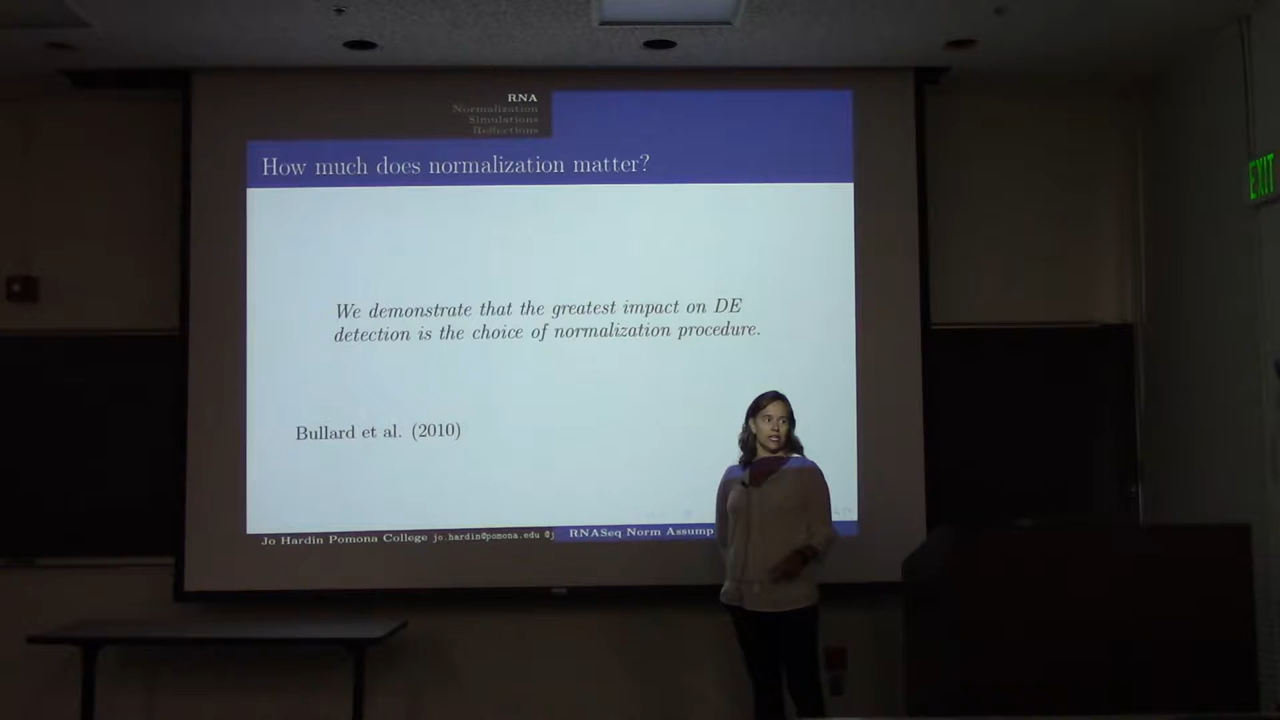 RNA
Normalization
Simulations
Reflections
How much does normalization matter?
We demonstrate that the greatest impact on DE
detection is the choice of normalization procedure.
Bullard et al. (2010)
Jo Hardin Pomona College jo.hardin@pomona.edu @j
RNASeq Norm Assump
EXIT